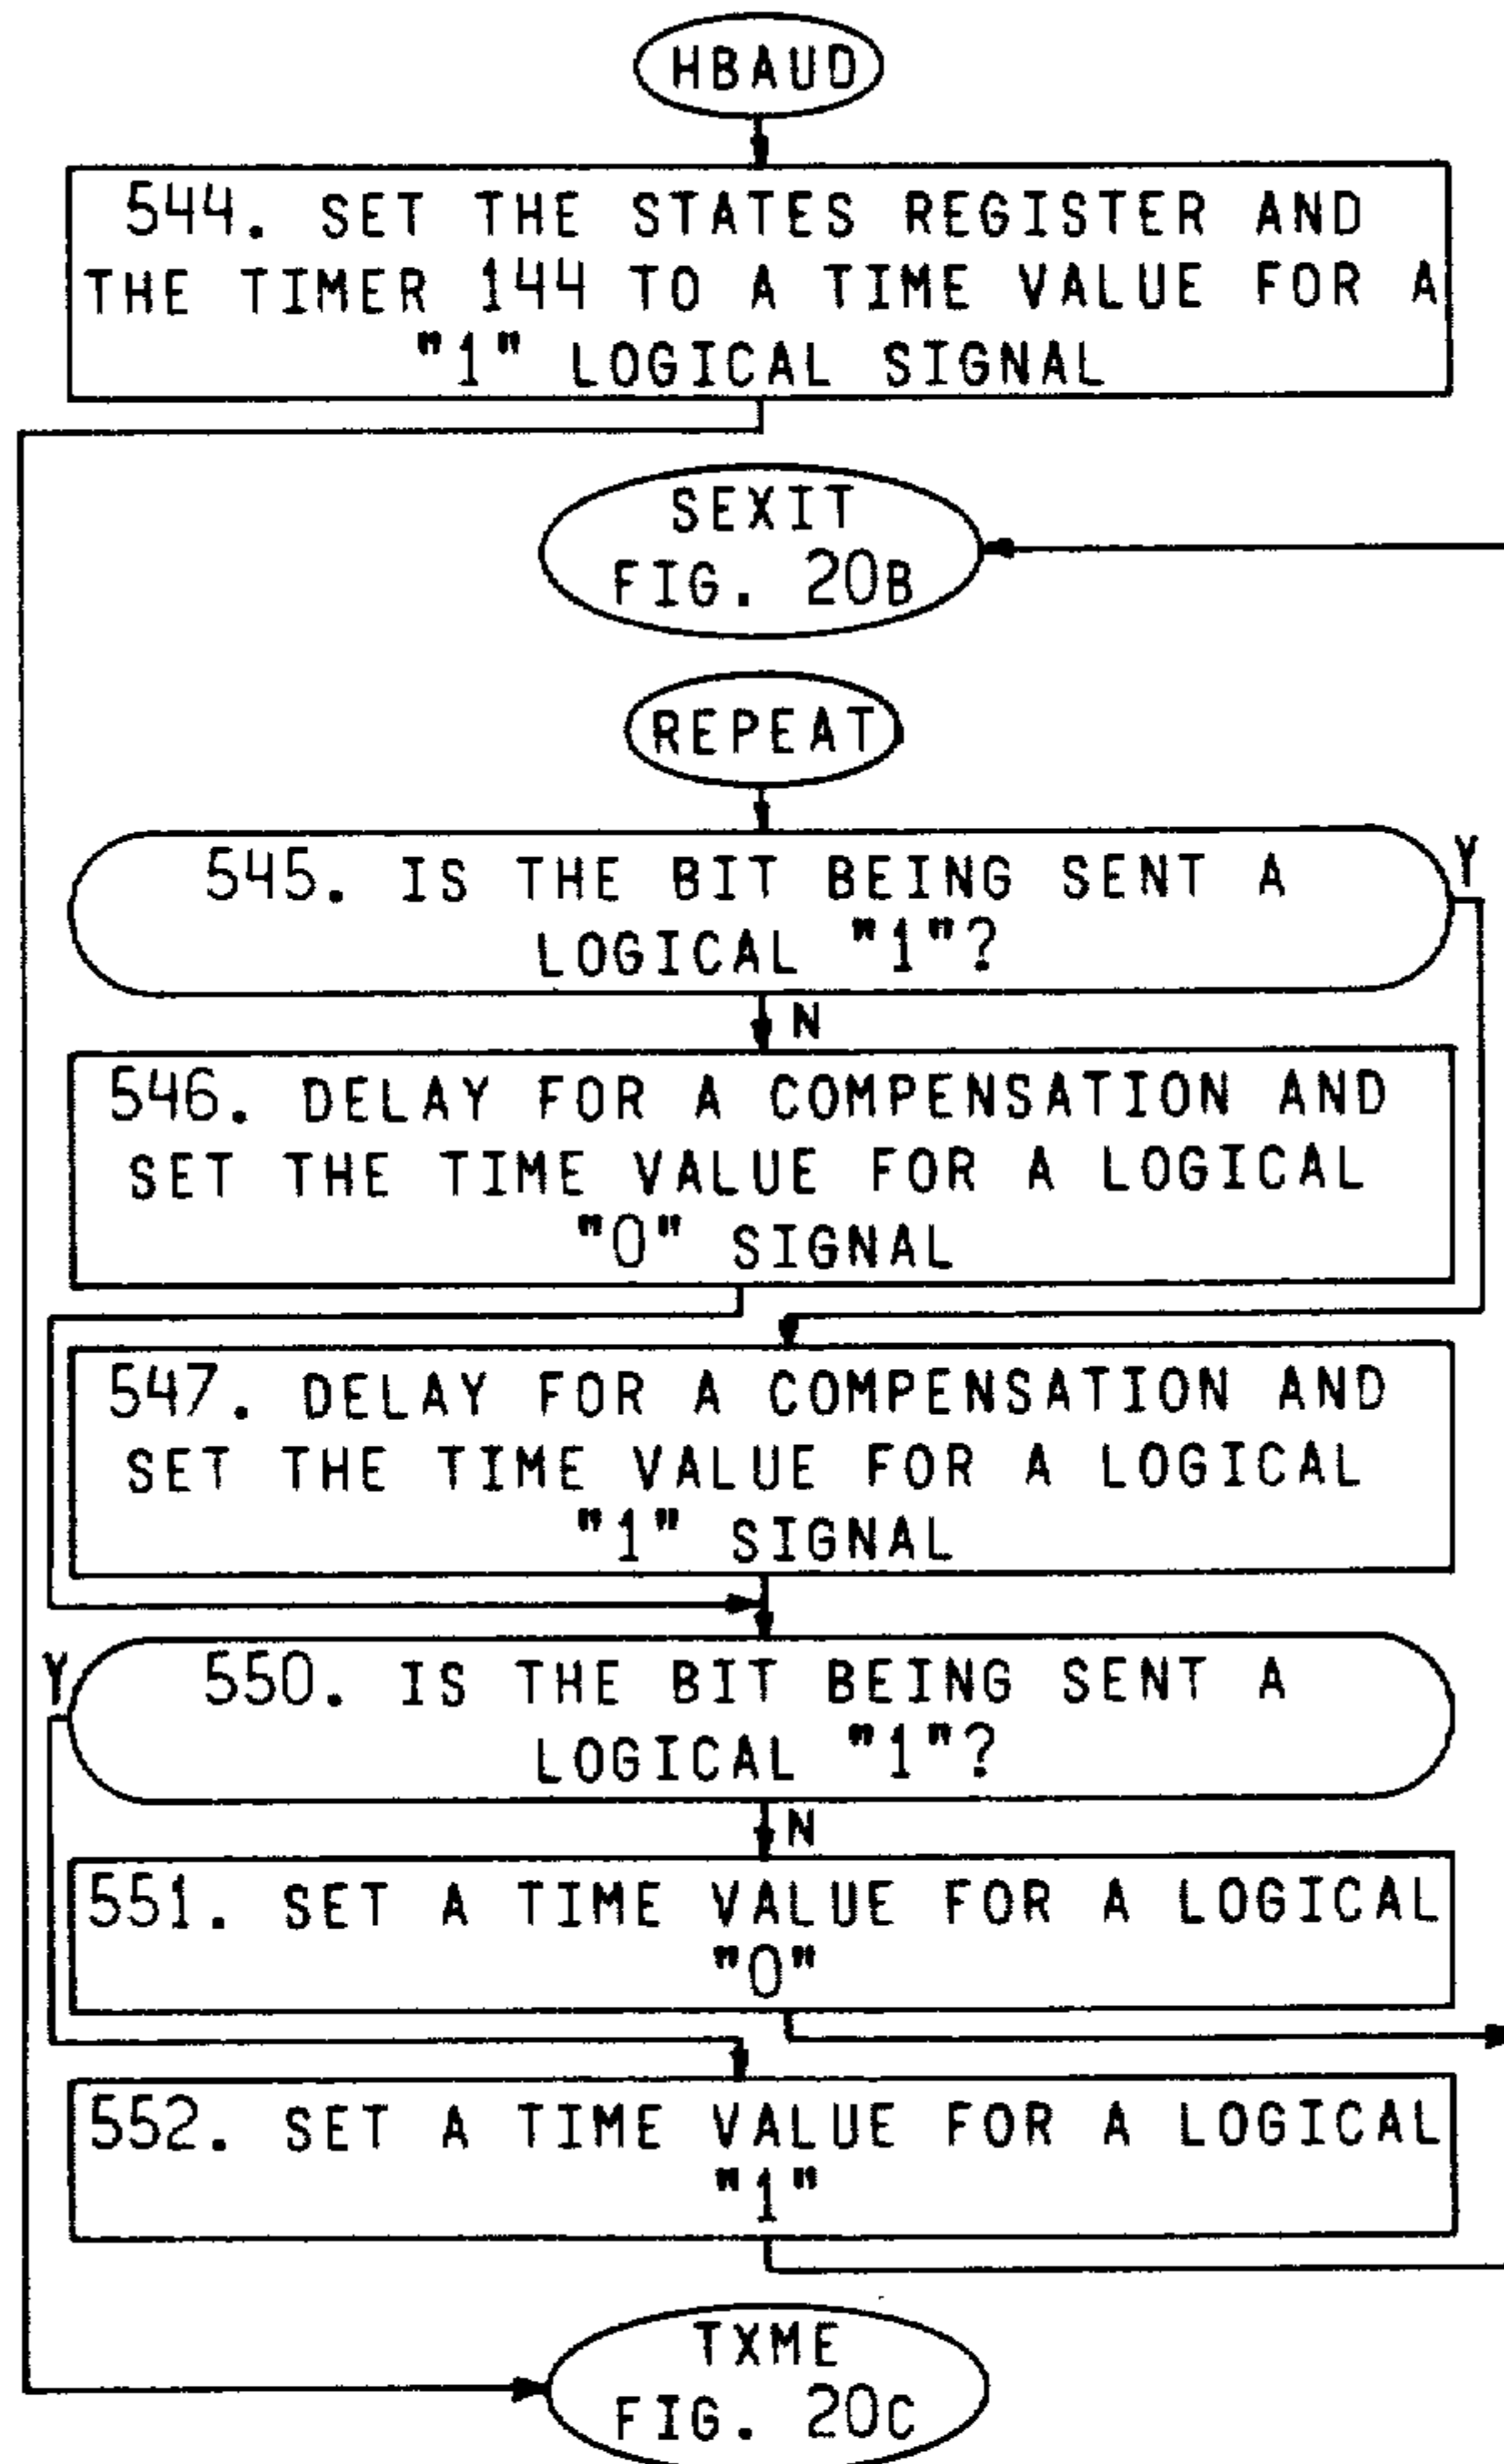 HBAUD
544. SET THE STATES REGISTER AND
THE TIMER 144 TO A TIME VALUE FOR A
"1" LOGICAL SIGNAL
SEXIT
FIG. 20B
REPEAT
545. IS THE BIT BEING SENT A
LOGICAL "1"?
Y
N
546. DELAY FOR A COMPENSATION AND
SET THE TIME VALUE FOR A LOGICAL
"0" SIGNAL
547. DELAY FOR A COMPENSATION AND
SET THE TIME VALUE FOR A LOGICAL
"1" SIGNAL
Y
550. IS THE BIT BEING SENT A
LOGICAL "1"?
N
551. SET A TIME VALUE FOR A LOGICAL
"0"
552. SET A TIME VALUE FOR A LOGICAL
"1"
TXME
FIG. 20C